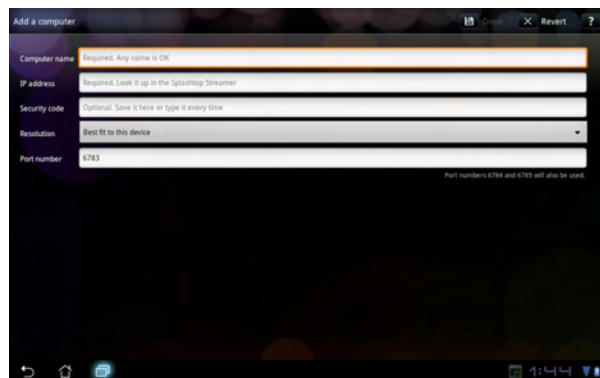 Add a computer
Done
Revert
?
Computer name
Required. Any name is OK
IP address
Required. Look it up in the Splashtop Streamer
Security code
Optional. Save it here or type it every time
Resolution
Best fit to this device
Port number
6783
Port numbers 6784 and 6785 will also be used.
1:44